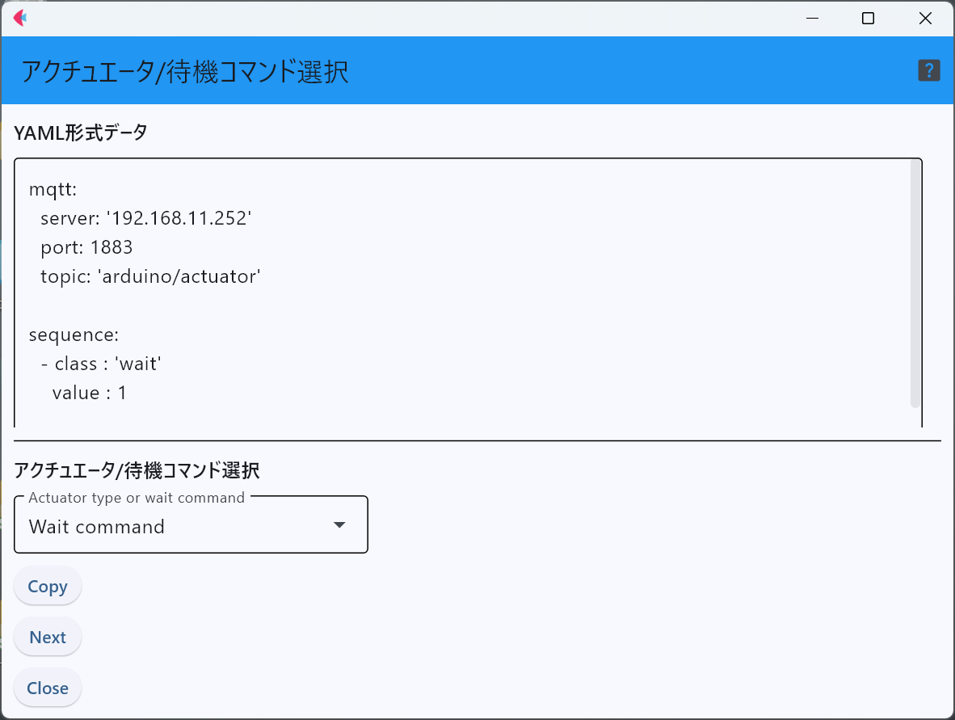 アクチュエータ/待機コマンド選択
?
YAML形式データ
mqtt:
  server: '192.168.11.252'
  port: 1883
  topic: 'arduino/actuator'

sequence:
  - class : 'wait'
    value : 1
アクチュエータ/待機コマンド選択
Actuator type or wait command
Wait command
Copy
Next
Close